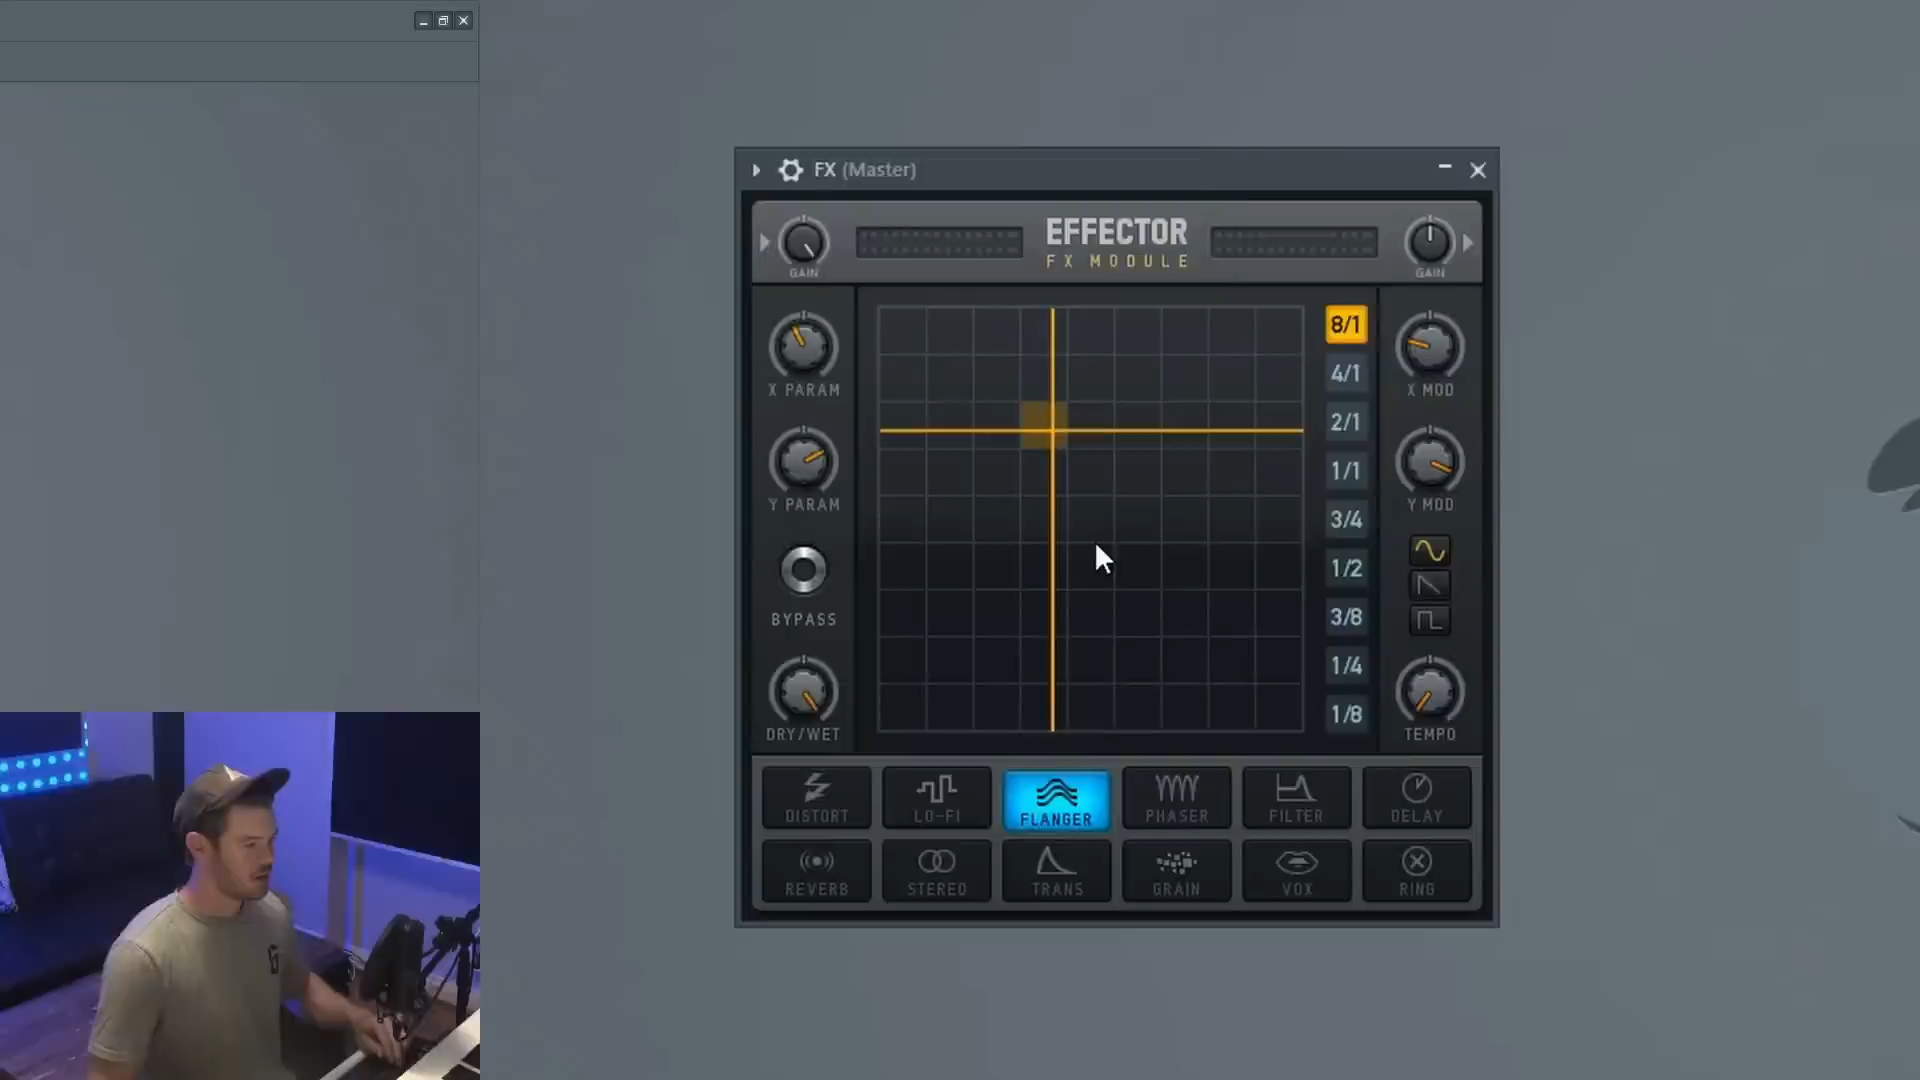 FX (Master)
EFFECTOR
FX MODULE
GAIN
GAIN
X PARAM
Y PARAM
BYPASS
DRY/WET
8/1
4/1
2/1
1/1
3/4
1/2
3/8
1/4
1/8
X MOD
Y MOD
TEMPO
DISTORT
LO-FI
FLANGER
PHASER
FILTER
DELAY
REVERB
STEREO
TRANS
GRAIN
VOX
RING